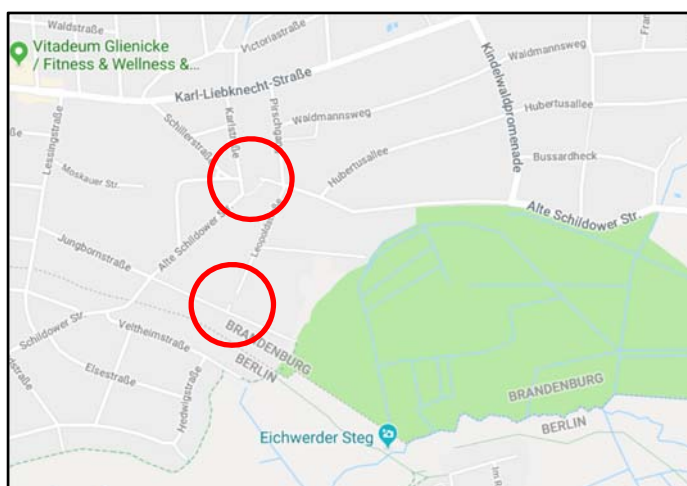 Waldstraße
Vitadeum Glienicke
/ Fitness & Wellness &...
Victoriastraße
Karl-Liebknecht-Straße
Kindelwaldpromenade
Waldmannsweg
Hubertusallee
Bussardheck
Lessingstraße
Schillerstraße
Karlstraße
Waldmannsweg
Hubertusallee
Moskauer Str.
Alte Schildower Str.
Leopoldstraße
Alte Schildower Str.
Jungbornstraße
Schildower Str.
Veltheimstraße
Elsestraße
Hedwigstraße
BRANDENBURG
BERLIN
BRANDENBURG
BERLIN
Eichwerder Steg